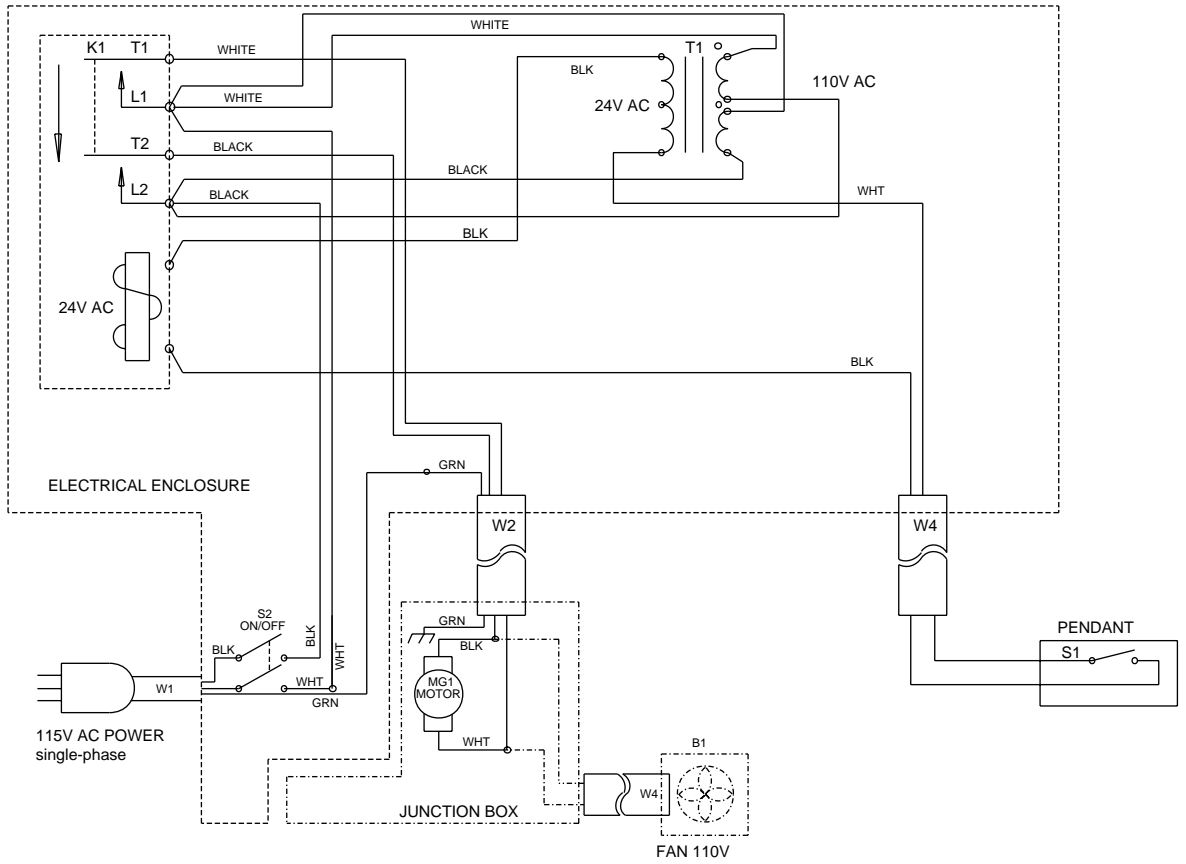 WHITE
K1 T1 WHITE
T1
BLK
110V AC
L1 WHITE
24V AC
T2 BLACK
BLACK
L2 BLACK
WHT
BLK
24V AC
BLK
GRN
ELECTRICAL ENCLOSURE
W2
W4
S2
ON/OFF
GRN
BLK
BLK
BLK
WHT
PENDANT
S1
W1
WHT
GRN
MG1
MOTOR
115V AC POWER
single-phase
WHT
B1
W4
JUNCTION BOX
FAN 110V